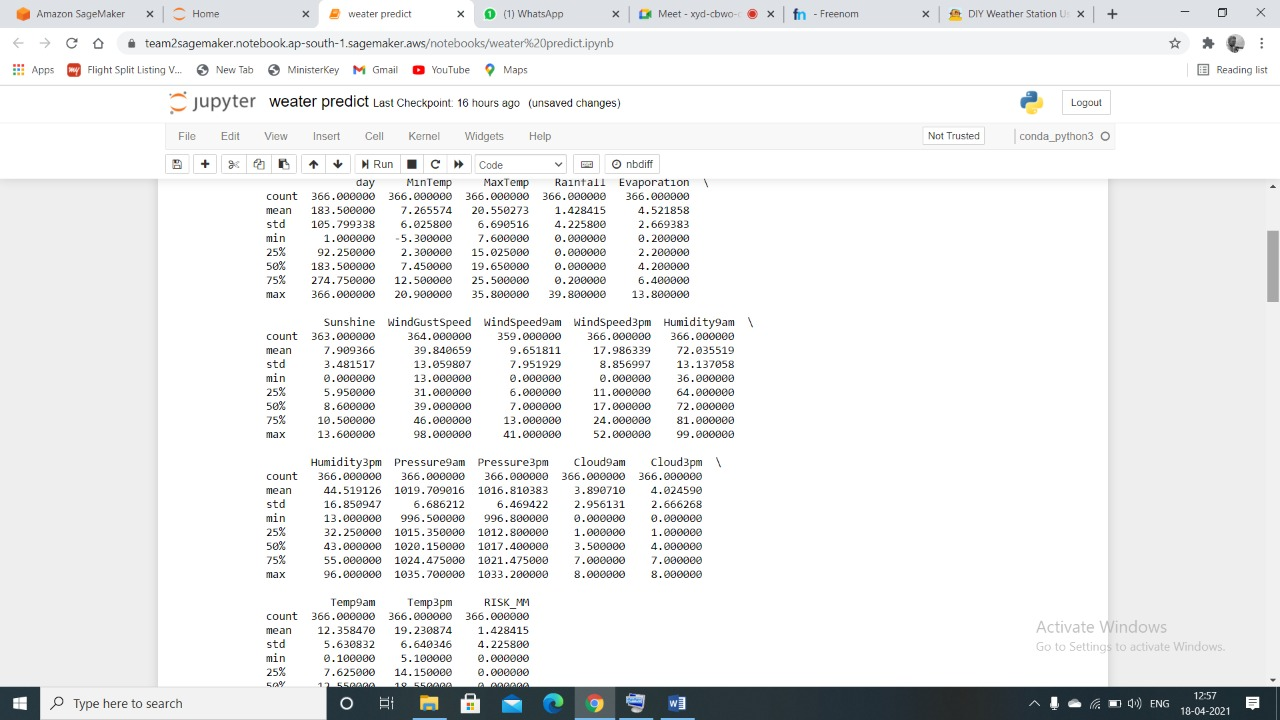 Amazon SageMaker
Home
weater predict
(1) WhatsApp
Meet - xyd-cbwo-
- Freenom
DIY Weather Station U
team2sagemaker.notebook.ap-south-1.sagemaker.aws/notebooks/weater%20predict.ipynb
Apps
Flight Split Listing V...
New Tab
MinisterKey
Gmail
YouTube
Maps
Reading list
jupyter weater predict Last Checkpoint: 16 hours ago (unsaved changes)
Logout
File Edit View Insert Cell Kernel Widgets Help
Not Trusted
conda_python3
Run
Code
nbdiff
day MinTemp MaxTemp Rainfall Evaporation \
count 366.000000 366.000000 366.000000 366.000000 366.000000
mean 183.500000 7.265574 20.550273 1.428415 4.521858
std 105.799338 6.025800 6.690516 4.225800 2.669383
min 1.000000 -5.300000 7.600000 0.000000 0.200000
25% 92.250000 2.300000 15.025000 0.000000 2.200000
50% 183.500000 7.450000 19.650000 0.000000 4.200000
75% 274.750000 12.500000 25.500000 0.200000 6.400000
max 366.000000 20.900000 35.800000 39.800000 13.800000
Sunshine WindGustSpeed WindSpeed9am WindSpeed3pm Humidity9am \
count 363.000000 364.000000 359.000000 366.000000 366.000000
mean 7.909366 39.840659 9.651811 17.986339 72.035519
std 3.481517 13.059807 7.951929 8.856997 13.137058
min 0.000000 13.000000 0.000000 0.000000 36.000000
25% 5.950000 31.000000 6.000000 11.000000 64.000000
50% 8.600000 39.000000 7.000000 17.000000 72.000000
75% 10.500000 46.000000 13.000000 24.000000 81.000000
max 13.600000 98.000000 41.000000 52.000000 99.000000
Humidity3pm Pressure9am Pressure3pm Cloud9am Cloud3pm \
count 366.000000 366.000000 366.000000 366.000000 366.000000
mean 44.519126 1019.709016 1016.810383 3.890710 4.024590
std 16.850947 6.686212 6.469422 2.956131 2.666268
min 13.000000 996.500000 996.800000 0.000000 0.000000
25% 32.250000 1015.350000 1012.800000 1.000000 1.000000
50% 43.000000 1020.150000 1017.400000 3.500000 4.000000
75% 55.000000 1024.475000 1021.475000 7.000000 7.000000
max 96.000000 1035.700000 1033.200000 8.000000 8.000000
Temp9am Temp3pm RISK_MM
count 366.000000 366.000000 366.000000
mean 12.358470 19.230874 1.428415
std 5.630832 6.640346 4.225800
min 0.100000 5.100000 0.000000
25% 7.625000 14.150000 0.000000
50% 12.550000 18.550000 0.000000
Activate Windows
Go to Settings to activate Windows.
Type here to search
ENG
12:57
18-04-2021